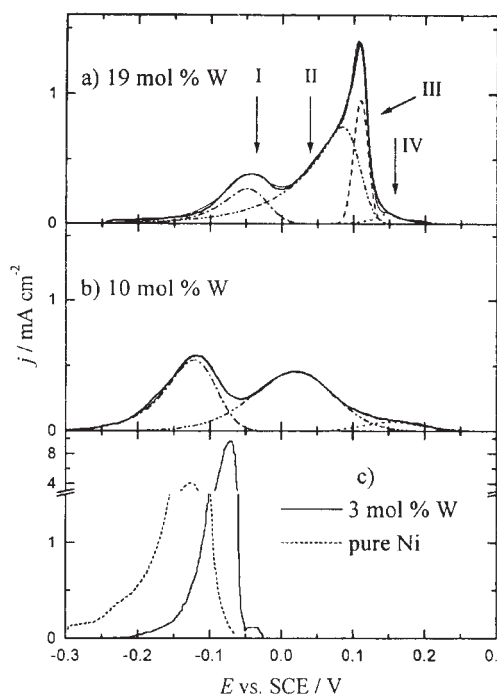 a) 19 mol % W
I
II
III
IV
1
0
b) 10 mol % W
1
0
j / mA cm⁻²
c)
8
4
1
0
3 mol % W
pure Ni
-0.3 -0.2 -0.1 0.0 0.1 0.2 0.3
E vs. SCE / V